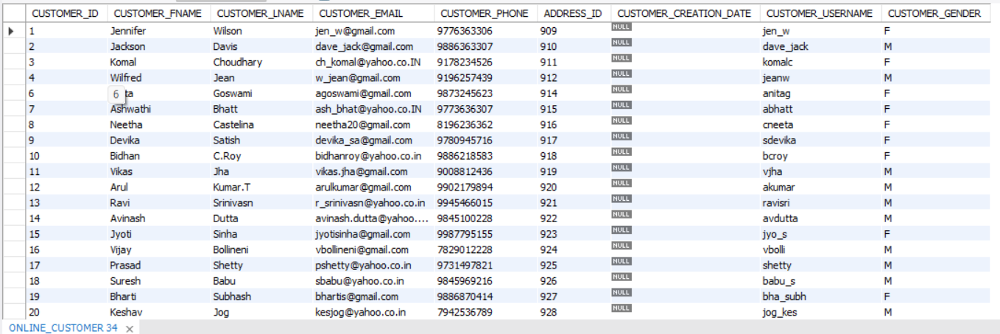 CUSTOMER_ID CUSTOMER_FNAME CUSTOMER_LNAME CUSTOMER_EMAIL CUSTOMER_PHONE ADDRESS_ID CUSTOMER_CREATION_DATE CUSTOMER_USERNAME CUSTOMER_GENDER
1 Jennifer Wilson jen_w@gmail.com 9776363306 909 NULL jen_w F
2 Jackson Davis dave_jack@gmail.com 9886363307 910 NULL dave_jack M
3 Komal Choudhary ch_komal@yahoo.co.IN 9178234526 911 NULL komalc F
4 Wilfred Jean w_jean@gmail.com 9196257439 912 NULL jeanw M
6 6 ta Goswami agoswami@gmail.com 9873245623 914 NULL anitag F
7 Ashwathi Bhatt ash_bhat@yahoo.co.IN 9773636307 915 NULL abhatt F
8 Neetha Castelina neetha20@gmail.com 8196236362 916 NULL cneeta F
9 Devika Satish devika_sa@gmail.com 9780945716 917 NULL sdevika F
10 Bidhan C.Roy bidhanroy@yahoo.co.in 9886218583 918 NULL bcroy F
11 Vikas Jha vikas.jha@gmail.com 9008812436 919 NULL vjha M
12 Arul Kumar.T arulkumar@gmail.com 9902179894 920 NULL akumar M
13 Ravi Srinivasn r_srinivasn@yahoo.co.in 9945466015 921 NULL ravisri M
14 Avinash Dutta avinash.dutta@yahoo.... 9845100228 922 NULL avdutta M
15 Jyoti Sinha jyotisinha@gmail.com 9987795155 923 NULL jyo_s F
16 Vijay Bollineni vbollineni@gmail.com 7829012228 924 NULL vbolli M
17 Prasad Shetty pshetty@yahoo.co.in 9731497821 925 NULL shetty M
18 Suresh Babu sbabu@yahoo.co.in 9845969216 926 NULL babu_s M
19 Bharti Subhash bhartis@gmail.com 9886870414 927 NULL bha_subh F
20 Keshav Jog kesjog@yahoo.co.in 7942536789 928 NULL jog_kes M
ONLINE_CUSTOMER 34